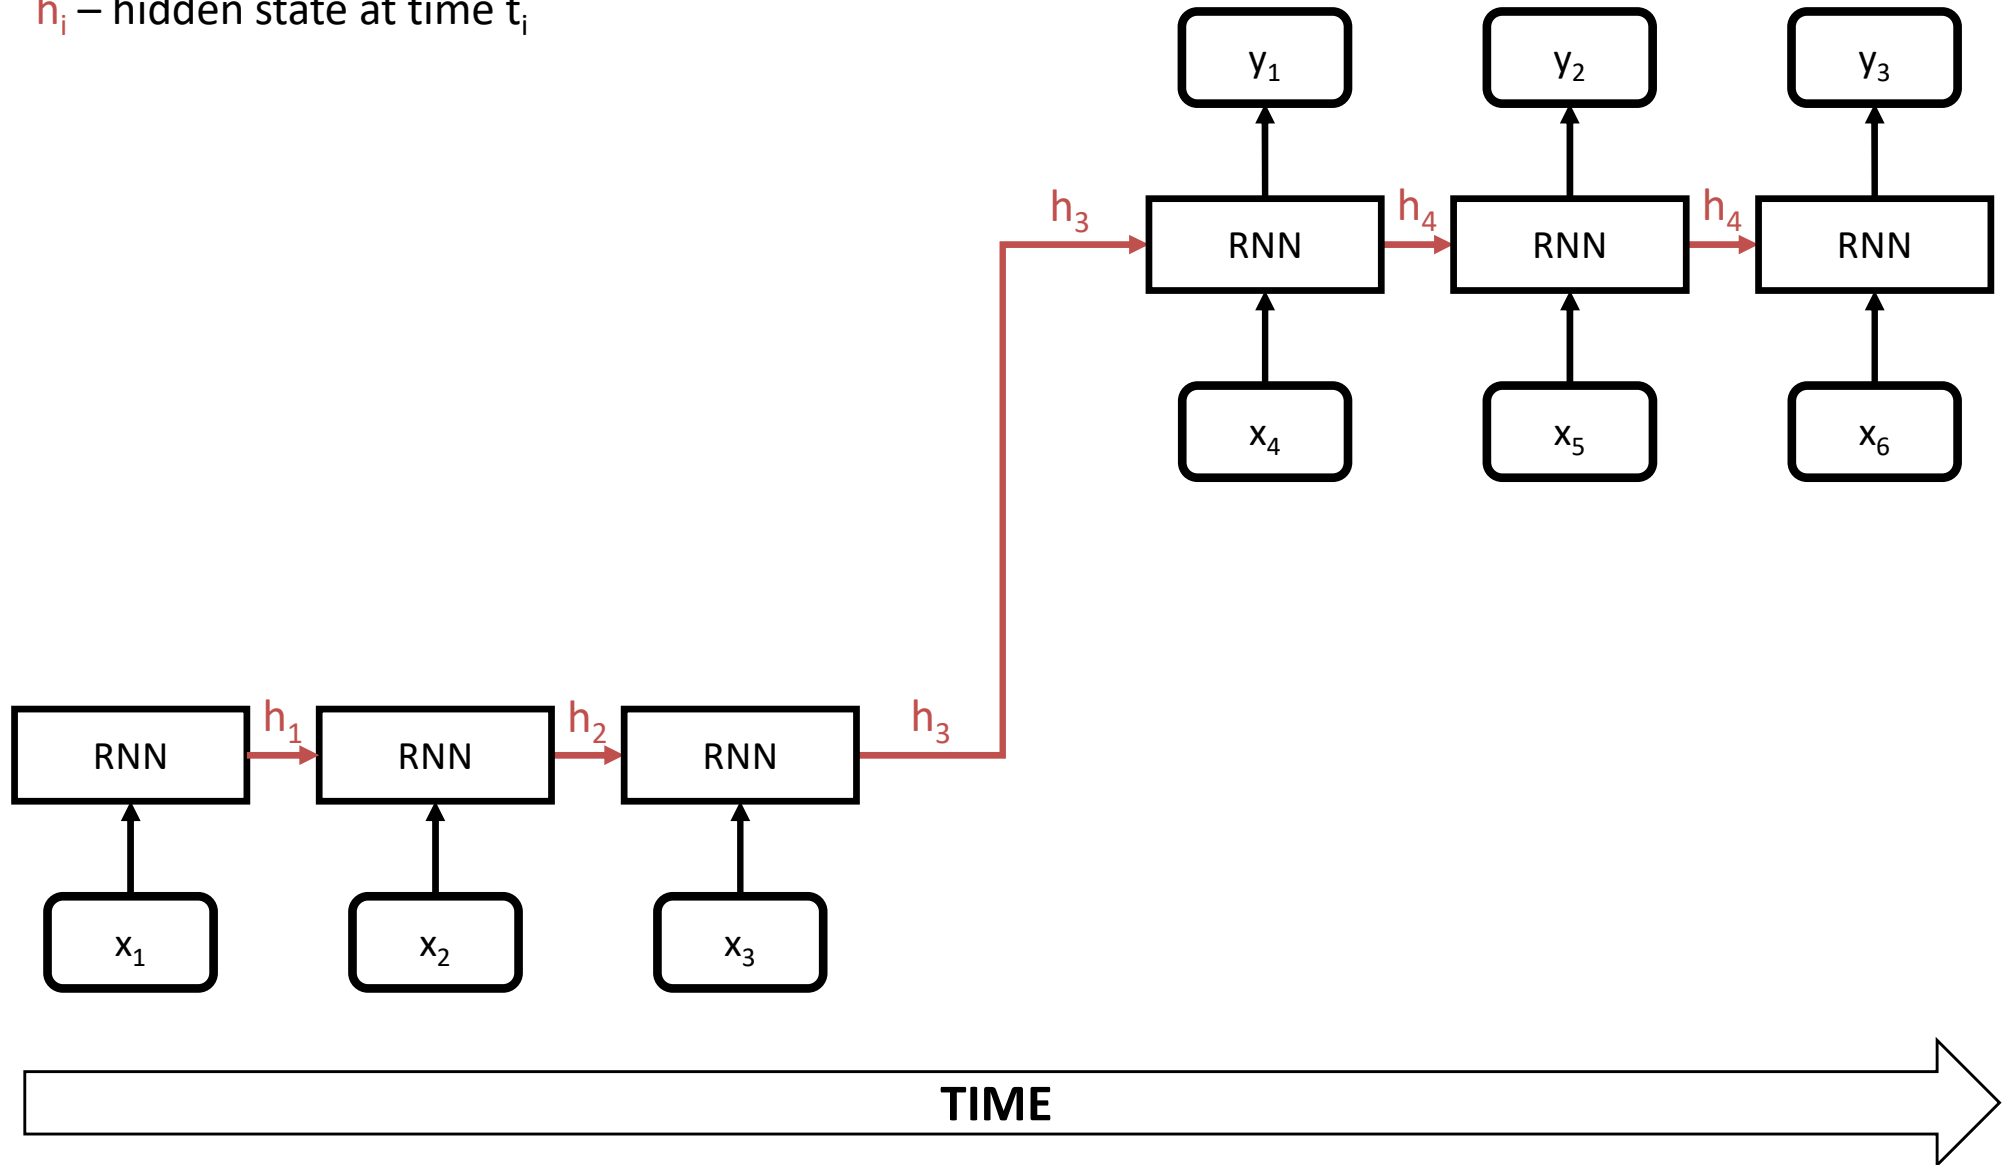 hᵢ – hidden state at time tᵢ
y₁ y₂ y₃
h₃ h₄ h₄
RNN RNN RNN
x₄ x₅ x₆
h₁ h₂ h₃
RNN RNN RNN
x₁ x₂ x₃
TIME